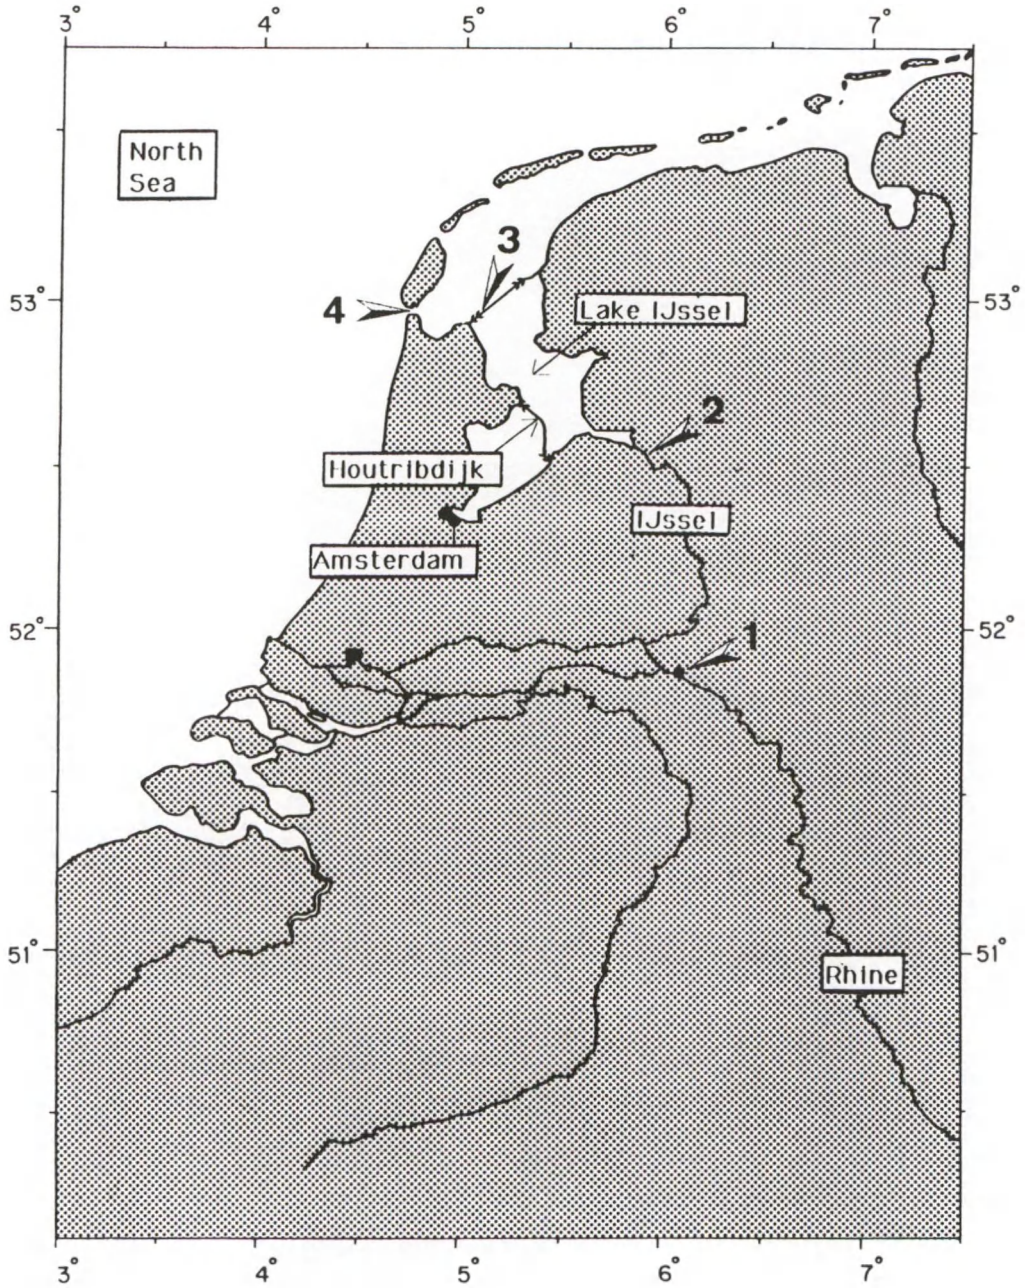 3° 4° 5° 6° 7°
North
Sea
3
53° 4 53°
Lake IJssel
2
Houtribdijk
IJssel
Amsterdam
52° 52°
1
51° 51°
Rhine
3° 4° 5° 6° 7°